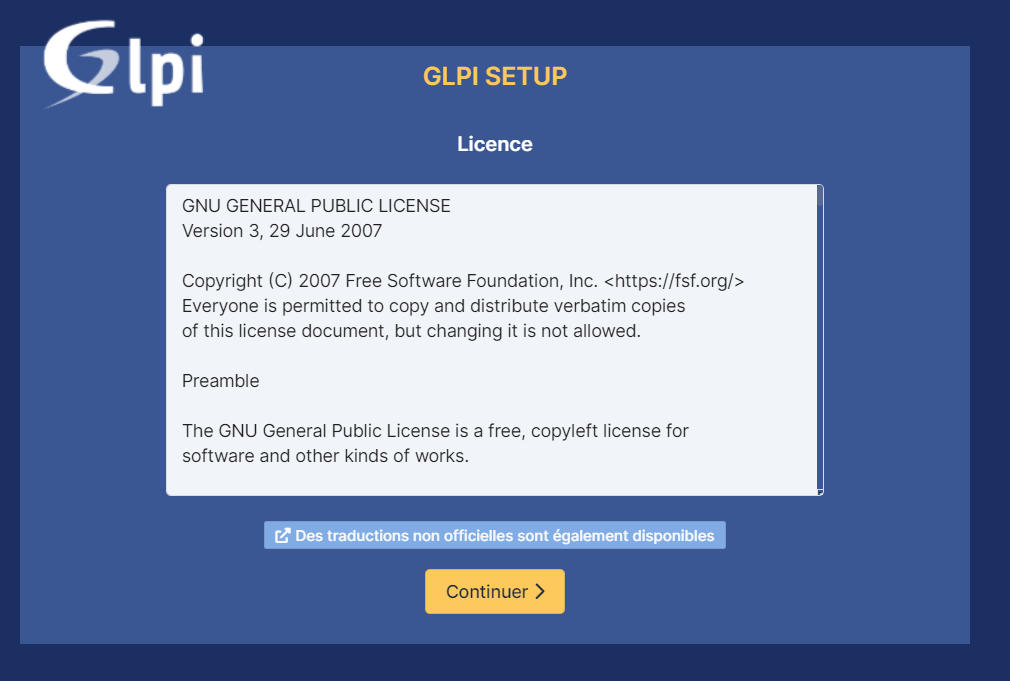 Glpi
GLPI SETUP
Licence
GNU GENERAL PUBLIC LICENSE
Version 3, 29 June 2007
Copyright (C) 2007 Free Software Foundation, Inc. <https://fsf.org/>
Everyone is permitted to copy and distribute verbatim copies
of this license document, but changing it is not allowed.
Preamble
The GNU General Public License is a free, copyleft license for
software and other kinds of works.
Des traductions non officielles sont également disponibles
Continuer